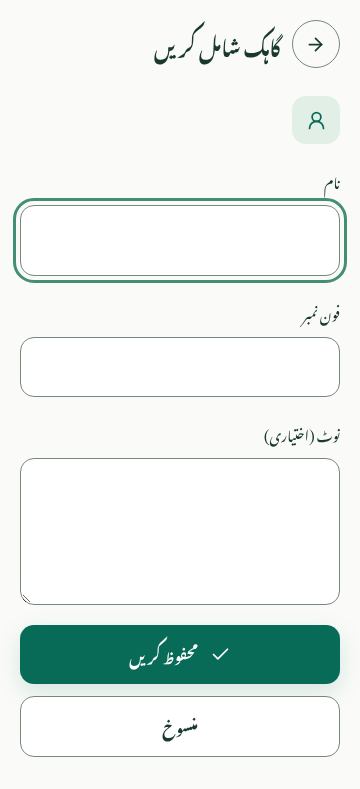 گاہک شامل کریں
نام
فون نمبر
نوٹ (اختیاری)
محفوظ کریں
منسوخ